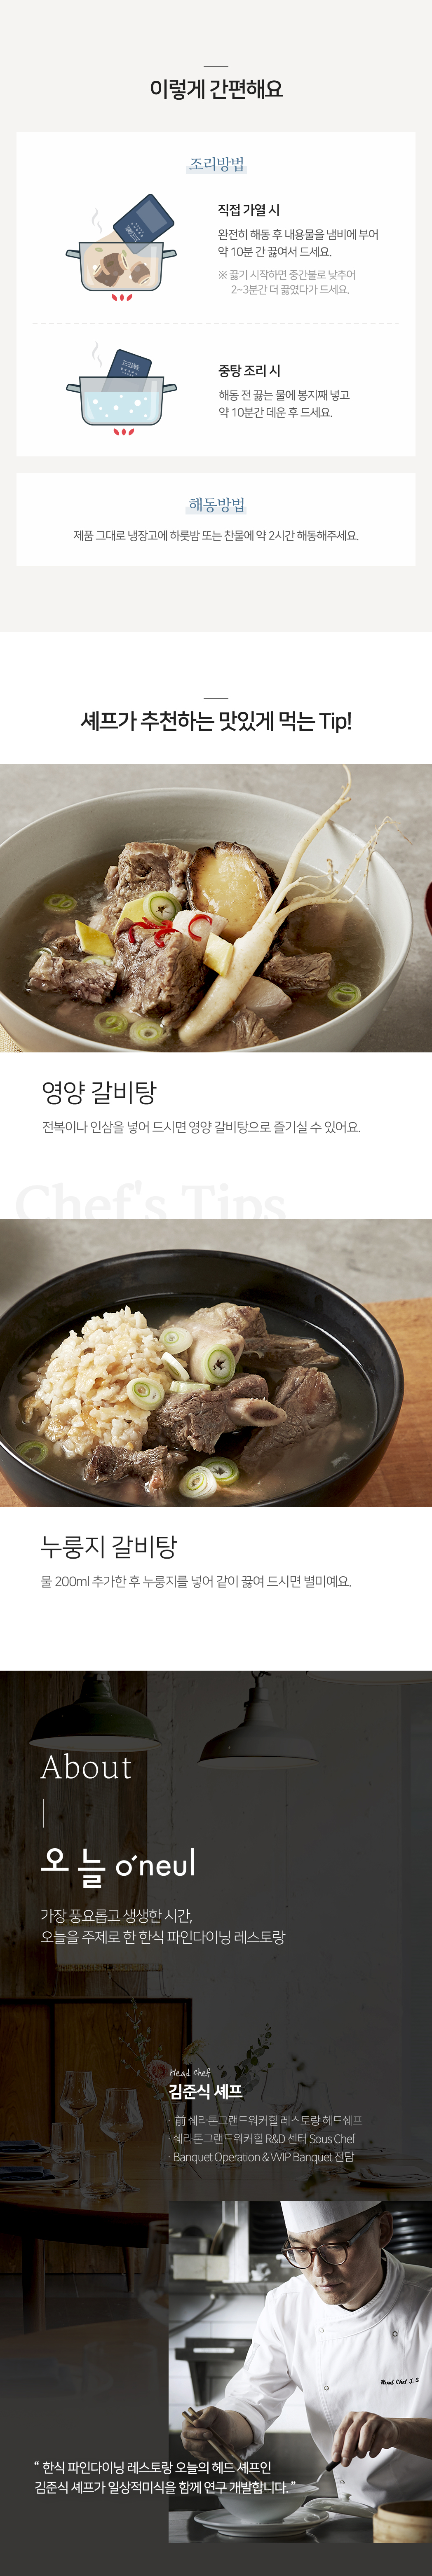 이렇게 간편해요
조리방법
직접 가열 시
완전히 해동 후 내용물을 냄비에 부어
약 10분 간 끓여서 드세요.
※ 끓기 시작하면 중간불로 낮추어
2~3분간 더 끓였다가 드세요.
중탕 조리 시
해동 전 끓는 물에 봉지째 넣고
약 10분간 데운 후 드세요.
해동방법
제품 그대로 냉장고에 하룻밤 또는 찬물에 약 2시간 해동해주세요.
셰프가 추천하는 맛있게 먹는 Tip!
영양 갈비탕
전복이나 인삼을 넣어 드시면 영양 갈비탕으로 즐기실 수 있어요.
Chef's Tips
누룽지 갈비탕
물 200ml 추가한 후 누룽지를 넣어 같이 끓여 드시면 별미예요.
About
오늘 o'neul
가장 풍요롭고 생생한 시간,
오늘을 주제로 한 한식 파인다이닝 레스토랑
Head Chef
김준식 셰프
· 前 쉐라톤그랜드워커힐 레스토랑 헤드쉐프
· 쉐라톤그랜드워커힐 R&D 센터 Sous Chef
· Banquet Operation & VVIP Banquet 전담
Head Chef J. S
“ 한식 파인다이닝 레스토랑 오늘의 헤드 셰프인
김준식 셰프가 일상적미식을 함께 연구 개발합니다. ”